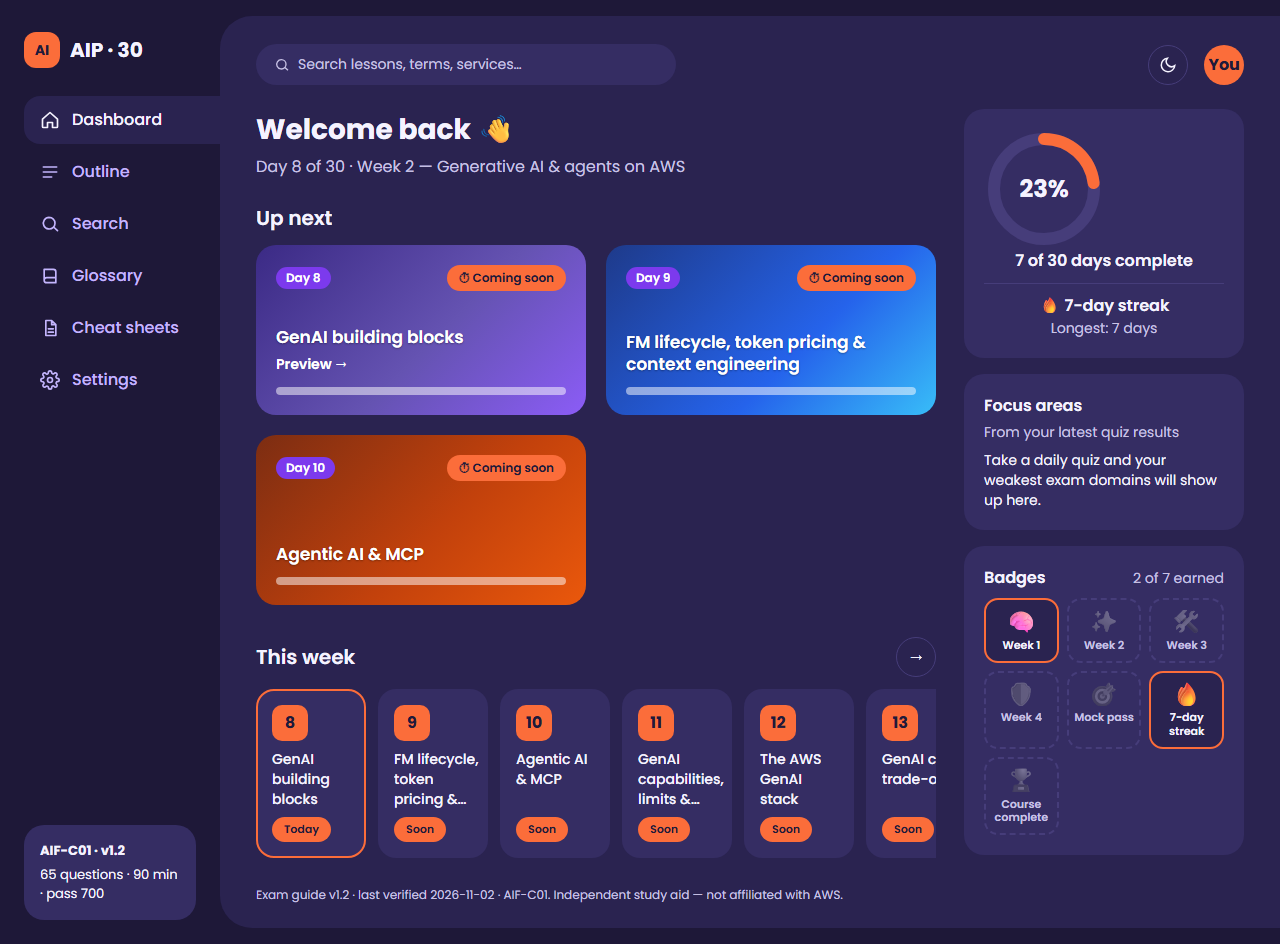 AI AIP · 30
Dashboard
Outline
Search
Glossary
Cheat sheets
Settings
AIF-C01 · v1.2
65 questions · 90 min
· pass 700
Search lessons, terms, services…
You
Welcome back 👋
Day 8 of 30 · Week 2 — Generative AI & agents on AWS
Up next
Day 8
⏱ Coming soon
GenAI building blocks
Preview →
Day 9
⏱ Coming soon
FM lifecycle, token pricing &
context engineering
Day 10
⏱ Coming soon
Agentic AI & MCP
This week
→
8
GenAI
building
blocks
Today
9
FM lifecycle,
token
pricing &…
Soon
10
Agentic AI
& MCP
Soon
11
GenAI
capabilities,
limits &…
Soon
12
The AWS
GenAI
stack
Soon
13
GenAI c
trade-o
Soon
Exam guide v1.2 · last verified 2026-11-02 · AIF-C01. Independent study aid — not affiliated with AWS.
23%
7 of 30 days complete
🔥 7-day streak
Longest: 7 days
Focus areas
From your latest quiz results
Take a daily quiz and your
weakest exam domains will show
up here.
Badges
2 of 7 earned
Week 1
Week 2
Week 3
Week 4
Mock pass
7-day
streak
Course
complete